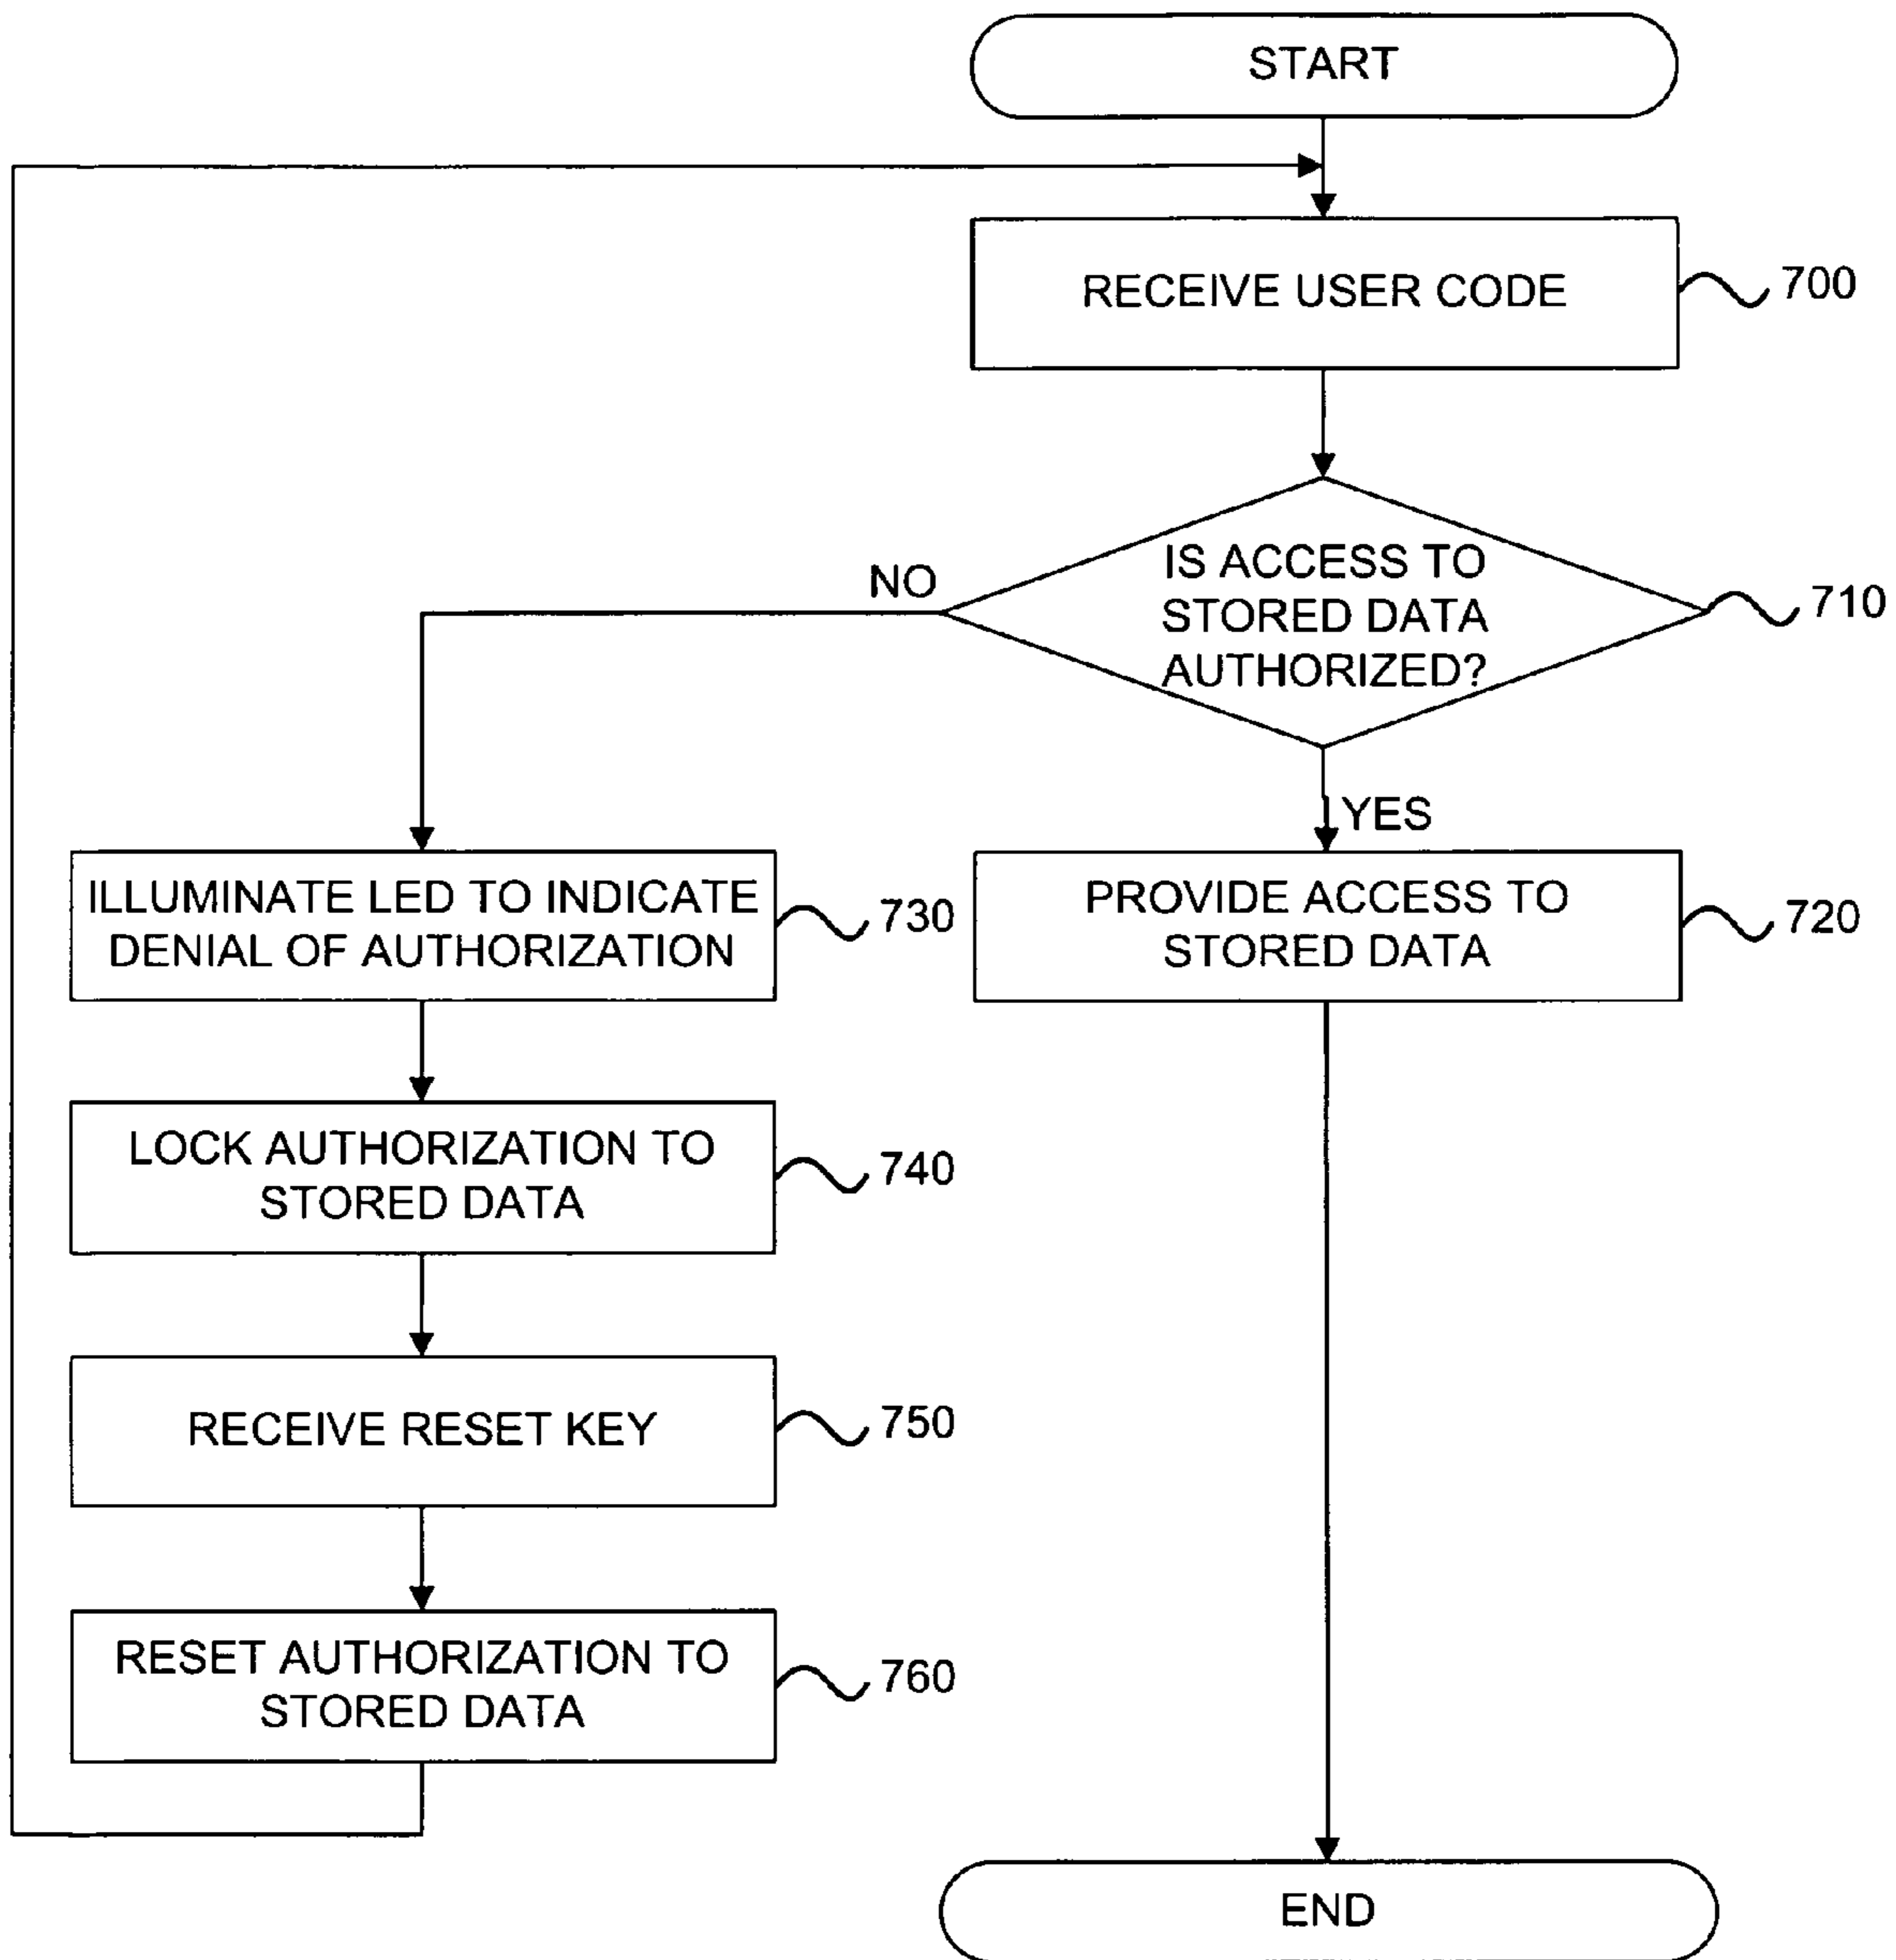 START
RECEIVE USER CODE
700
IS ACCESS TO
STORED DATA
AUTHORIZED?
710
NO
YES
ILLUMINATE LED TO INDICATE
DENIAL OF AUTHORIZATION
730
PROVIDE ACCESS TO
STORED DATA
720
LOCK AUTHORIZATION TO
STORED DATA
740
RECEIVE RESET KEY
750
RESET AUTHORIZATION TO
STORED DATA
760
END